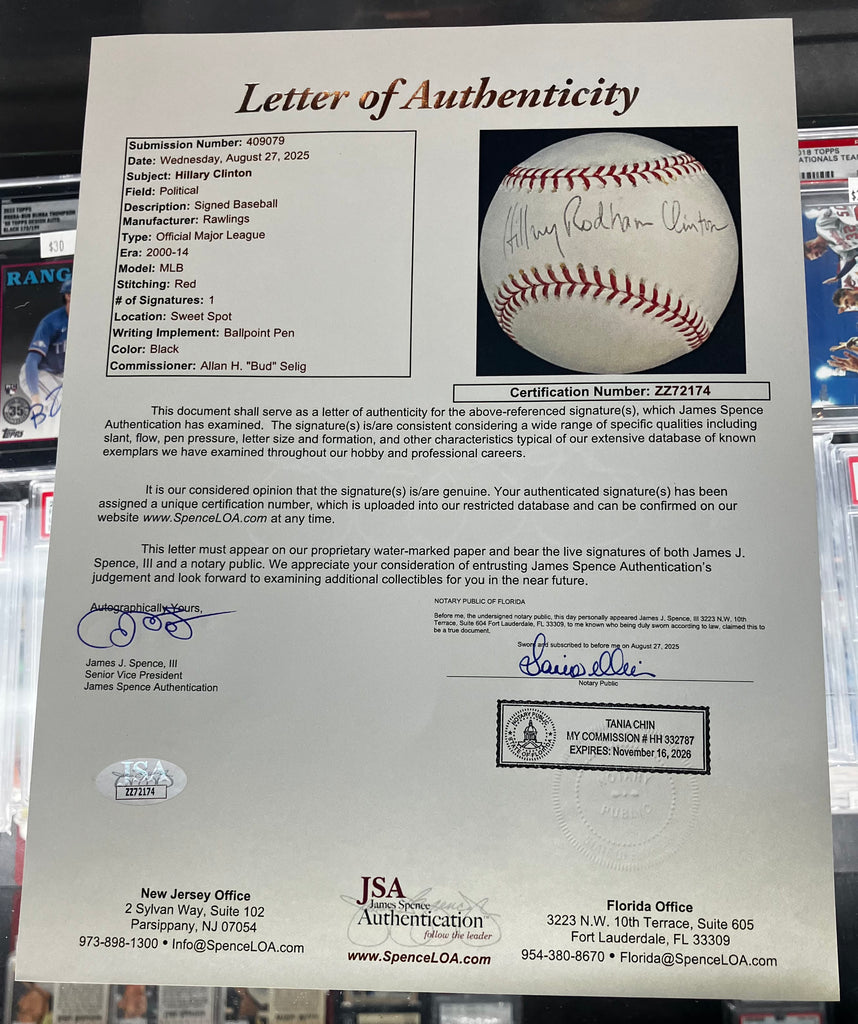 Letter of Authenticity
Submission Number: 409079
Date: Wednesday, August 27, 2025
Subject: Hillary Clinton
Field: Political
Description: Signed Baseball
Manufacturer: Rawlings
Type: Official Major League
Era: 2000-14
Model: MLB
Stitching: Red
# of Signatures: 1
Location: Sweet Spot
Writing Implement: Ballpoint Pen
Color: Black
Commissioner: Allan H. "Bud" Selig
Hillary Rodham Clinton
Certification Number: ZZ72174
This document shall serve as a letter of authenticity for the above-referenced signature(s), which James Spence
Authentication has examined. The signature(s) is/are consistent considering a wide range of specific qualities including
slant, flow, pen pressure, letter size and formation, and other characteristics typical of our extensive database of known
exemplars we have examined throughout our hobby and professional careers.
It is our considered opinion that the signature(s) is/are genuine. Your authenticated signature(s) has been
assigned a unique certification number, which is uploaded into our restricted database and can be confirmed on our
website www.SpenceLOA.com at any time.
This letter must appear on our proprietary water-marked paper and bear the live signatures of both James J.
Spence, III and a notary public. We appreciate your consideration of entrusting James Spence Authentication's
judgement and look forward to examining additional collectibles for you in the near future.
Autographically Yours,
James J. Spence, III
Senior Vice President
James Spence Authentication
NOTARY PUBLIC OF FLORIDA
Before me, the undersigned notary public, this day personally appeared James J. Spence, III 3223 N.W. 10th
Terrace, Suite 604 Fort Lauderdale, FL 33309, to me known who being duly sworn according to law, claimed this to
be a true document.
Sworn and subscribed to before me on August 27, 2025
Notary Public
NOTARY PUBLIC
STATE OF FLORIDA
TANIA CHIN
MY COMMISSION # HH 332787
EXPIRES: November 16, 2026
NOTARY
PUBLIC
JSA
ZZ72174
New Jersey Office
2 Sylvan Way, Suite 102
Parsippany, NJ 07054
973-898-1300 • Info@SpenceLOA.com
JSA
James Spence
Authentication
follow the leader
www.SpenceLOA.com
Florida Office
3223 N.W. 10th Terrace, Suite 605
Fort Lauderdale, FL 33309
954-380-8670 • Florida@SpenceLOA.com
$30
RANG
35
TOPPS
2018 TOPPS
NATIONALS TEA